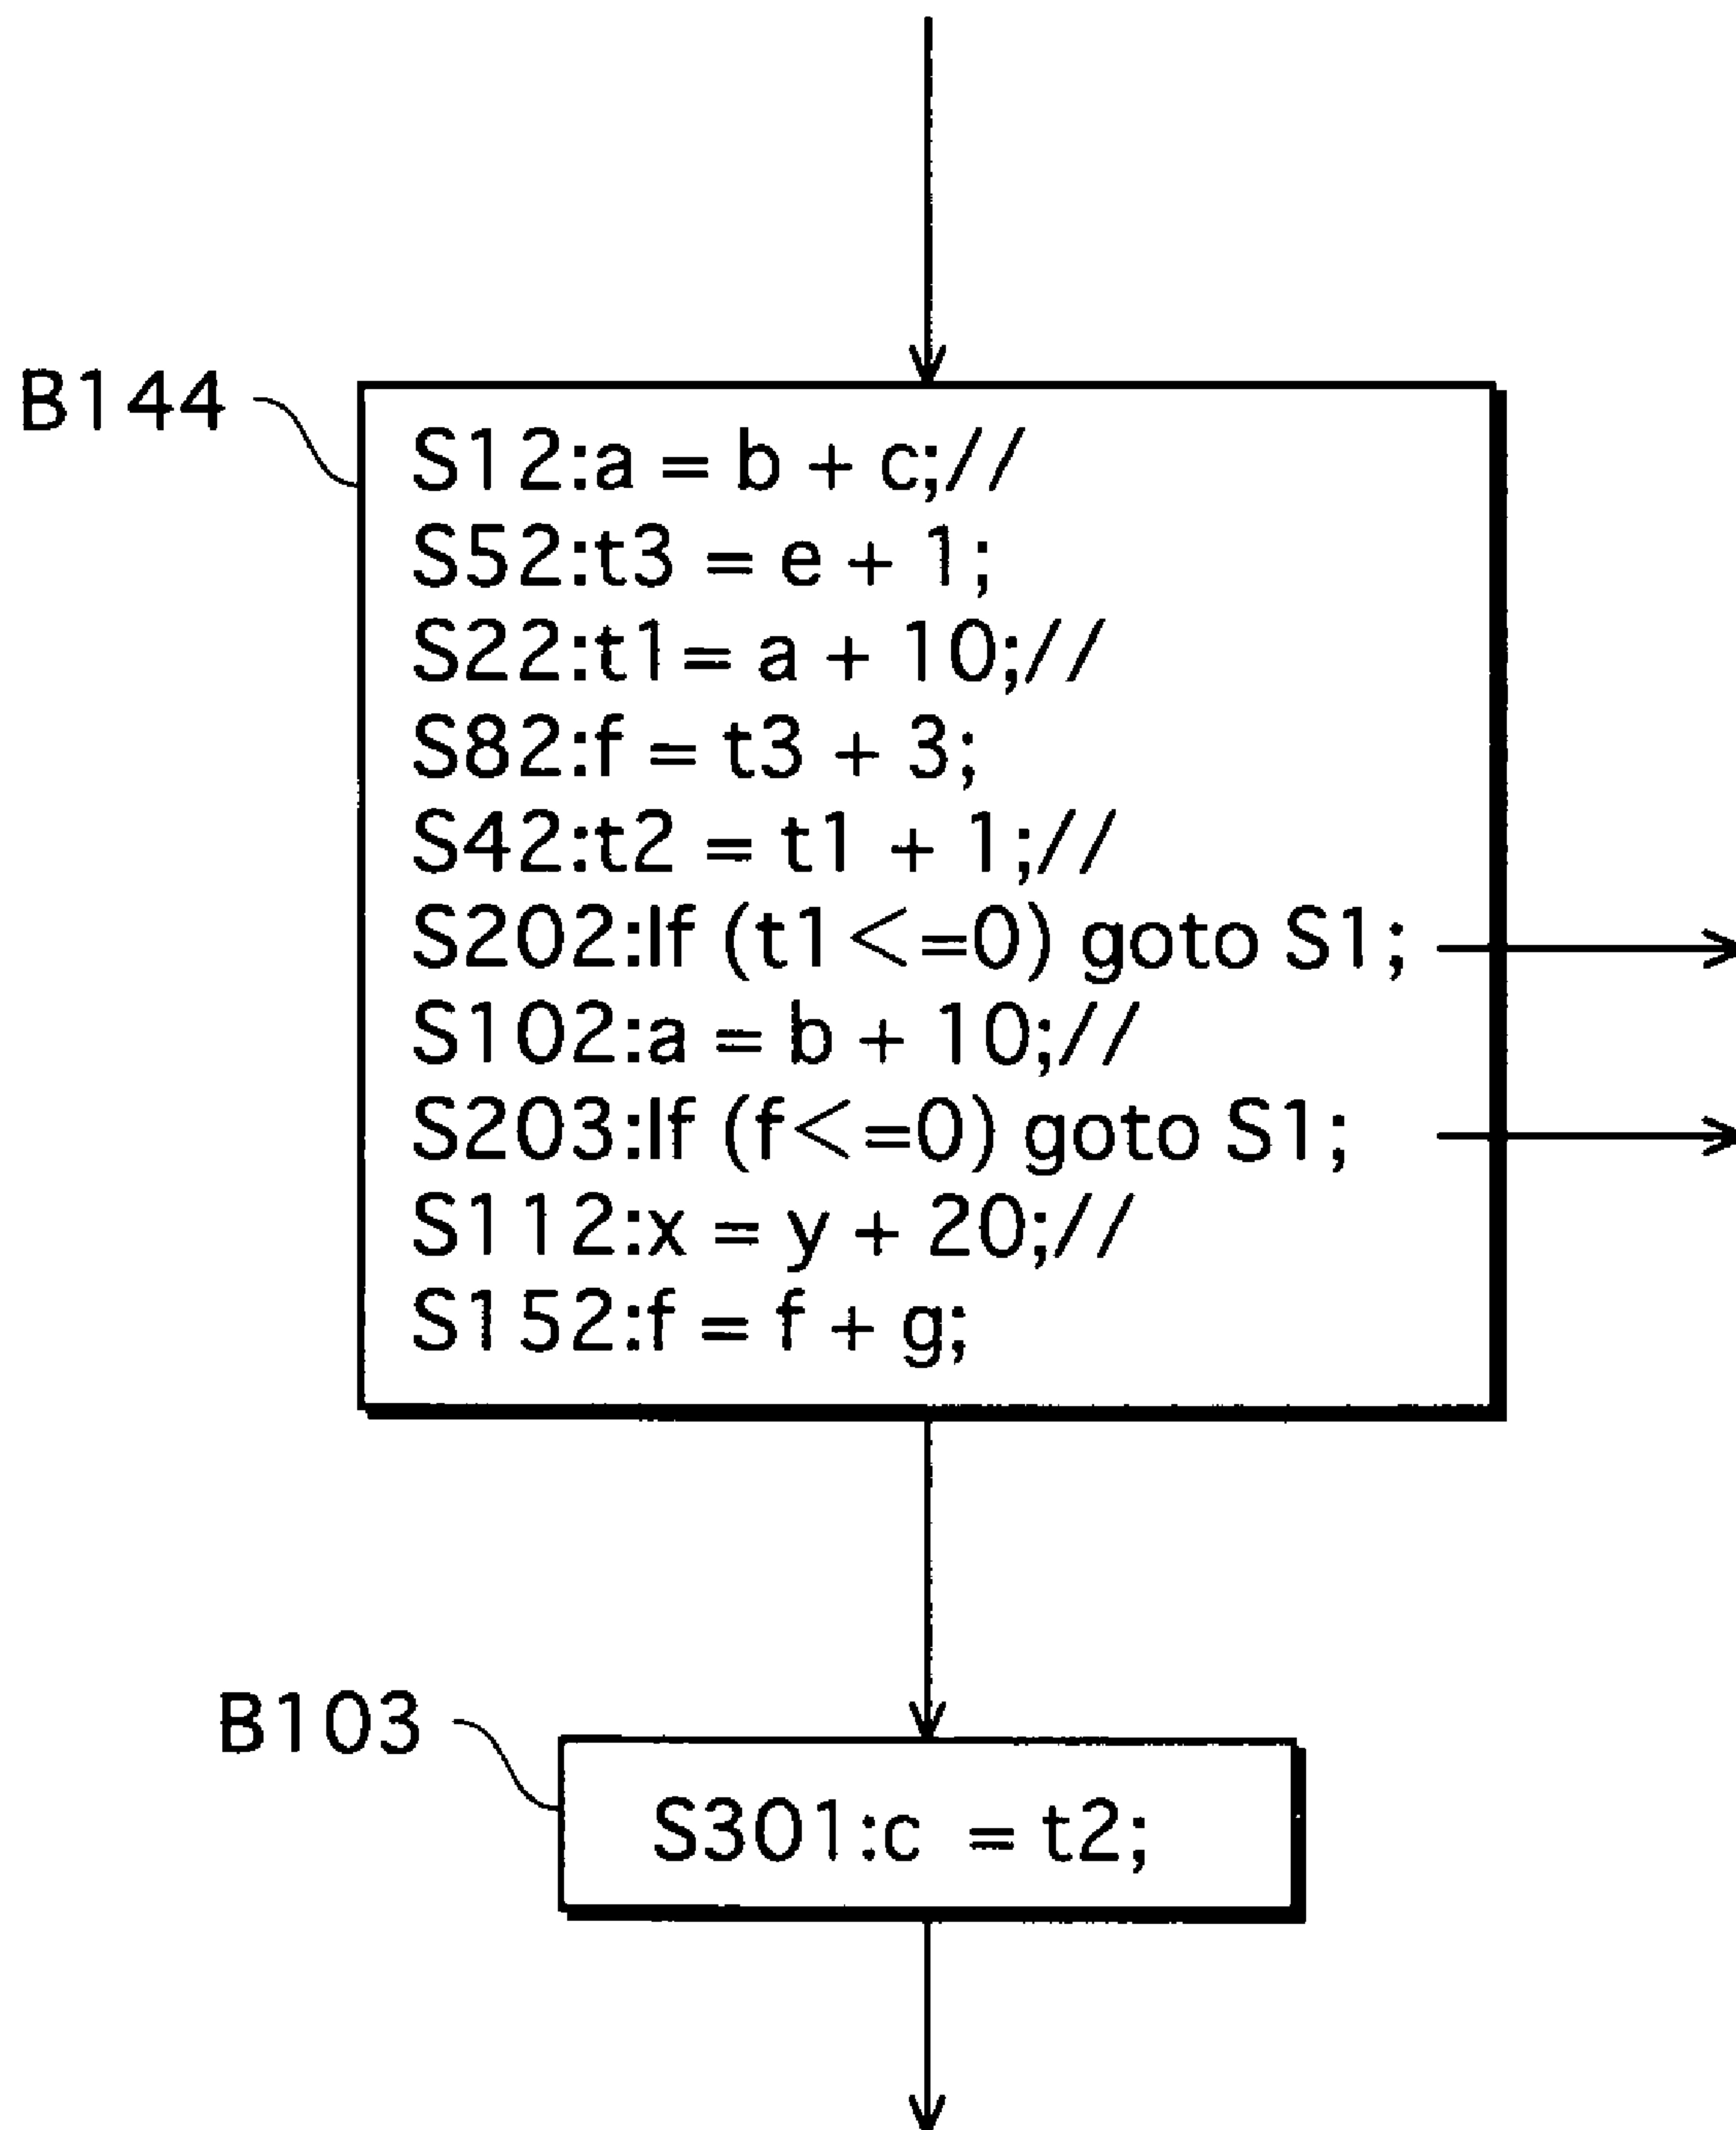 B144
S12:a = b + c;//
S52:t3 = e + 1;
S22:t1= a + 10;//
S82:f = t3 + 3;
S42:t2 = t1 + 1;//
S202:If (t1<=0) goto S1;
S102:a = b + 10;//
S203:If (f<=0) goto S1;
S112:x = y + 20;//
S152:f = f + g;
B103
S301:c = t2;